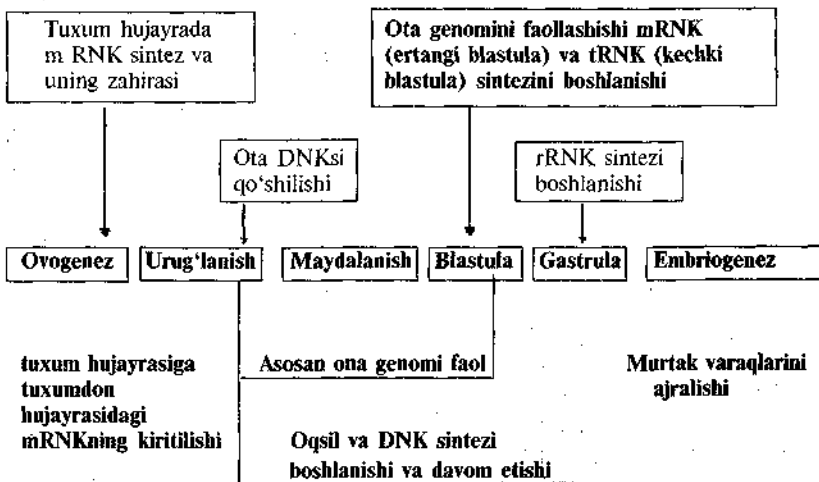 Tuxum hujayrada
m RNK sintez va
uning zahirasi
Ota genomini faollashishi mRNK
(ertangi blastula) va tRNK (kechki
blastula) sintezini boshlanishi
Ota DNKsi
qo‘shilishi
rRNK sintezi
boshlanishi
Ovogenez
Urug‘lanish
Maydalanish
Blastula
Gastrula
Embriogenez
tuxum hujayrasiga
tuxumdon
hujayrasidagi
mRNKning kiritilishi
Asosan ona genomi faol
Murtak varaqlarini
ajralishi
Oqsil va DNK sintezi
boshlanishi va davom etishi